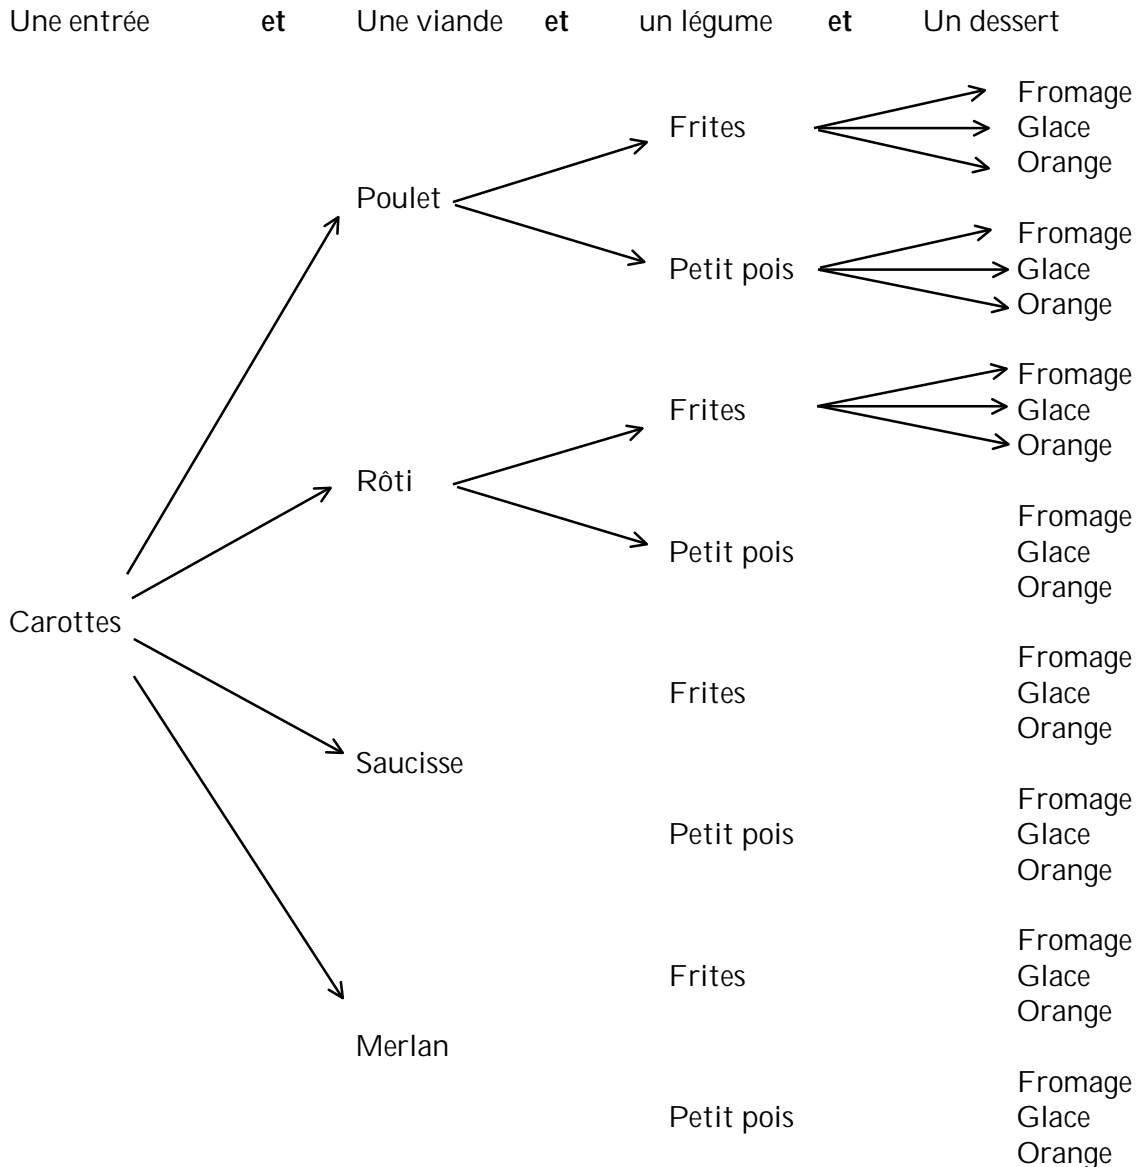 Une entrée et Une viande et un légume et Un dessert
Fromage
Frites Glace
Orange
Poulet
Fromage
Petit pois Glace
Orange
Fromage
Frites Glace
Orange
Rôti
Fromage
Petit pois Glace
Orange
Carottes
Fromage
Frites Glace
Orange
Saucisse
Fromage
Petit pois Glace
Orange
Fromage
Frites Glace
Orange
Merlan
Fromage
Petit pois Glace
Orange